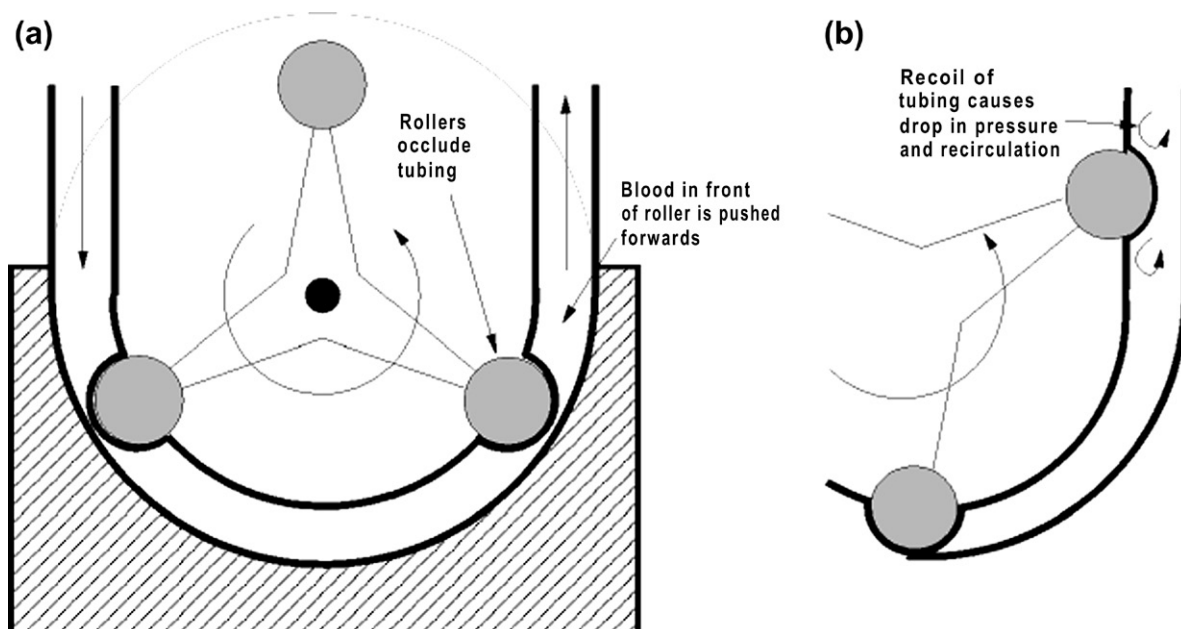 (a)
Rollers
occlude
tubing
Blood in front
of roller is pushed
forwards
(b)
Recoil of
tubing causes
drop in pressure
and recirculation